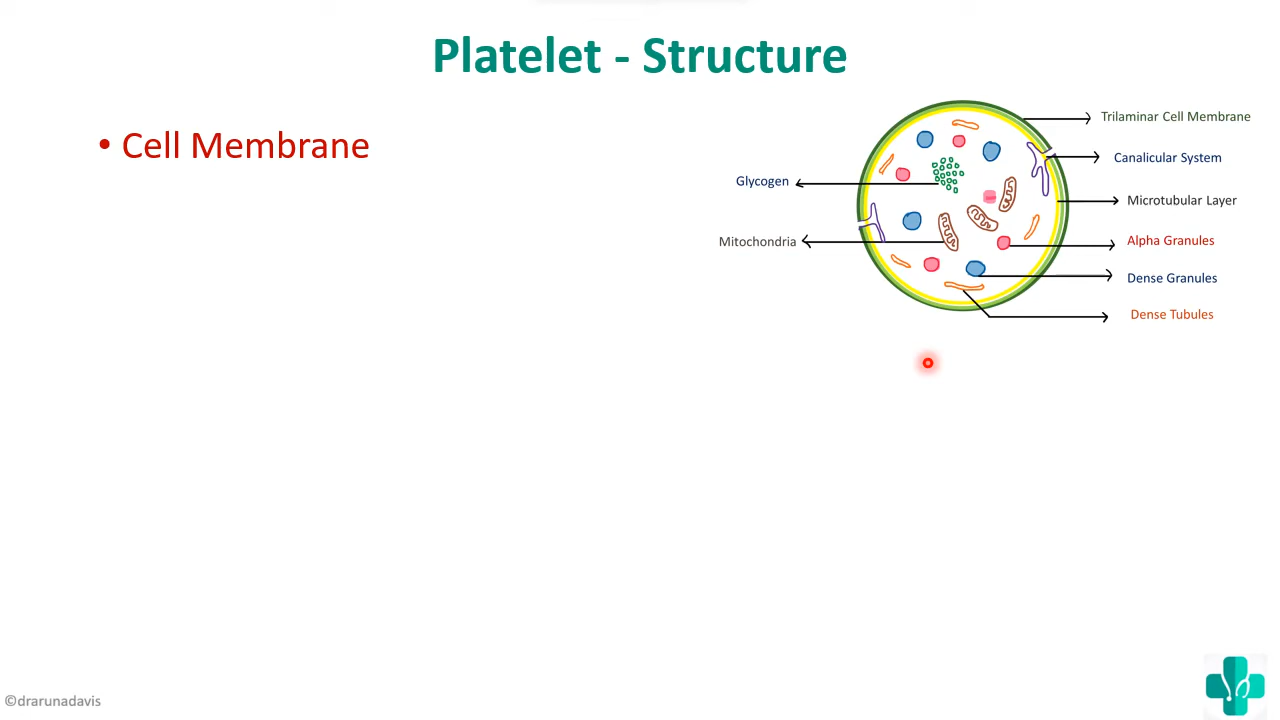 Platelet - Structure
• Cell Membrane
Trilaminar Cell Membrane
Canalicular System
Glycogen
Microtubular Layer
Mitochondria
Alpha Granules
Dense Granules
Dense Tubules
©drarunadavis